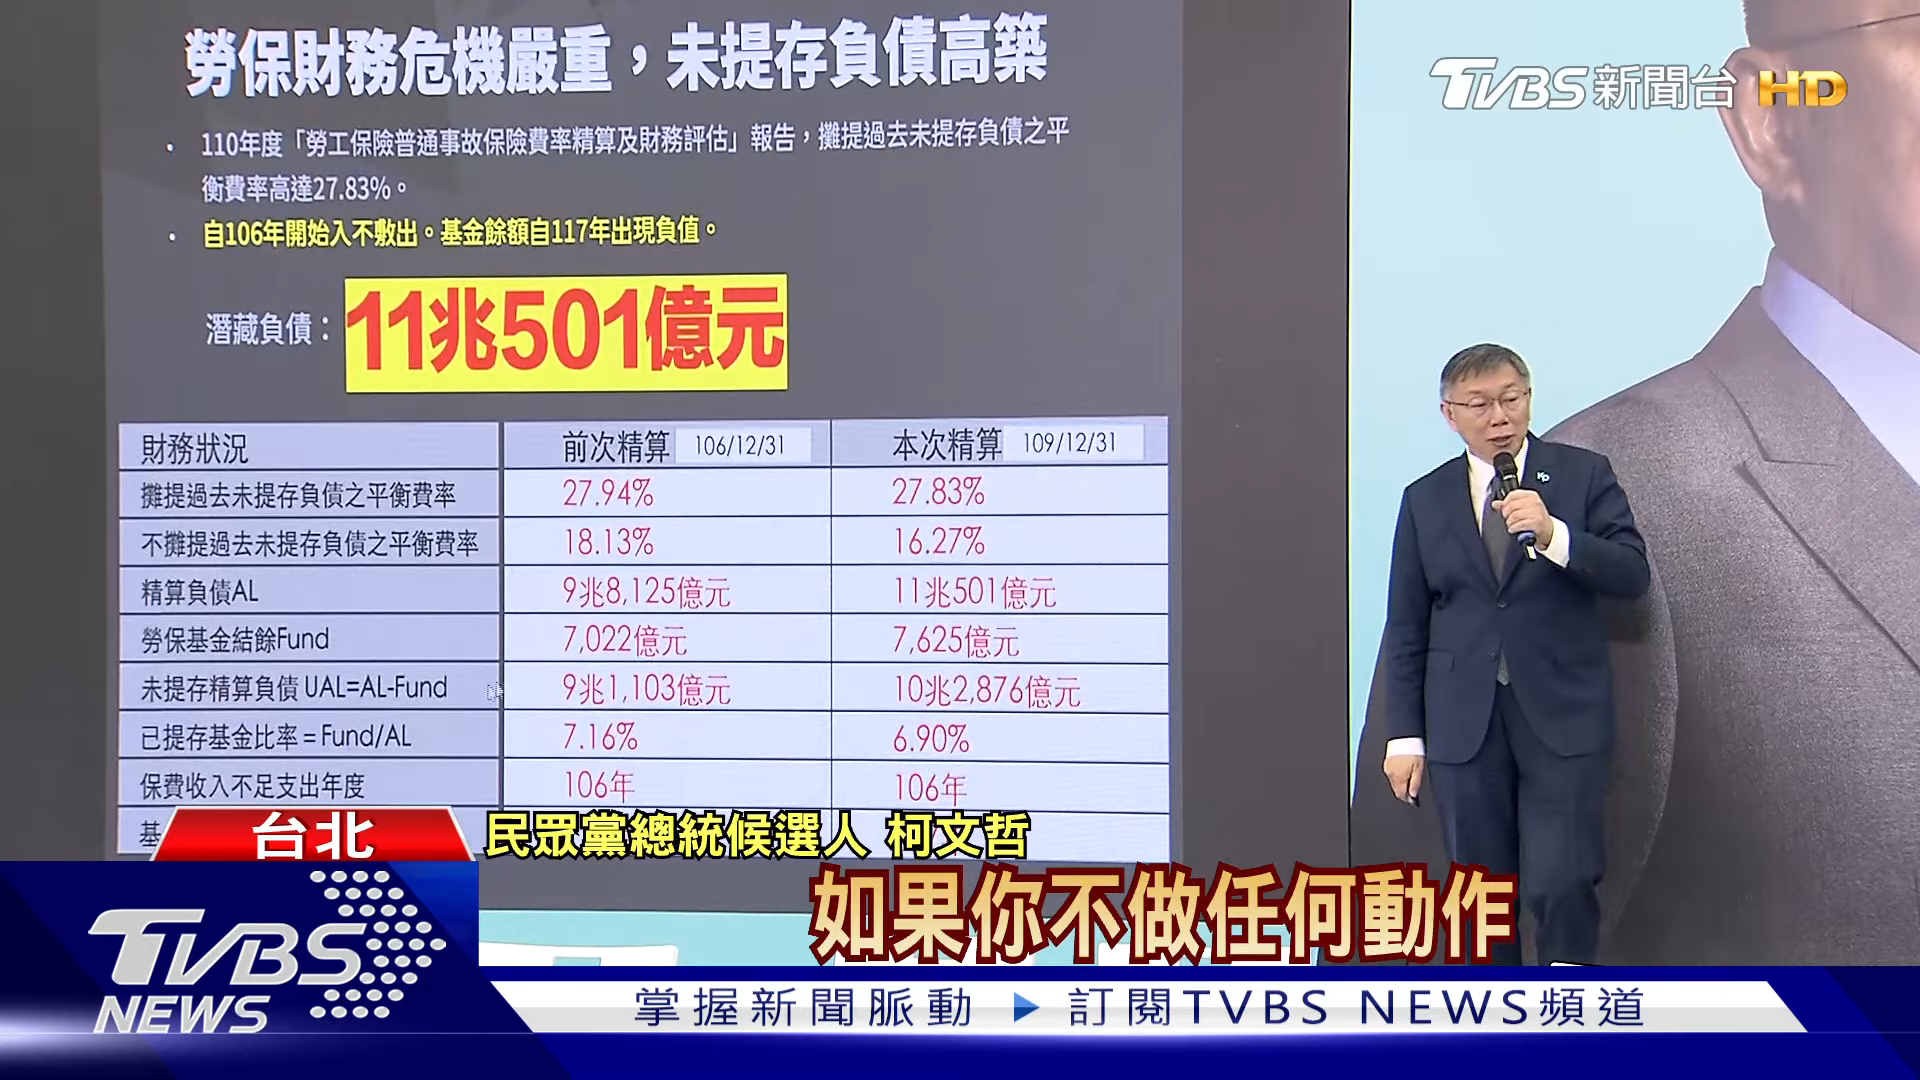 勞保財務危機嚴重，未提存負債高築
TVBS新聞台 HD
• 110年度「勞工保險普通事故保險費率精算及財務評估」報告，攤提過去未提存負債之平
衡費率高達27.83%。
• 自106年開始入不敷出。基金餘額自117年出現負值。
潛藏負債：11兆501億元
財務狀況 前次精算 106/12/31 本次精算 109/12/31
攤提過去未提存負債之平衡費率 27.94% 27.83%
不攤提過去未提存負債之平衡費率 18.13% 16.27%
精算負債AL 9兆8,125億元 11兆501億元
勞保基金結餘Fund 7,022億元 7,625億元
未提存精算負債 UAL=AL-Fund 9兆1,103億元 10兆2,876億元
已提存基金比率＝Fund/AL 7.16% 6.90%
保費收入不足支出年度 106年 106年
基
KP
台北
民眾黨總統候選人 柯文哲
如果你不做任何動作
TVBS
NEWS
掌握新聞脈動 ▶ 訂閱TVBS NEWS頻道